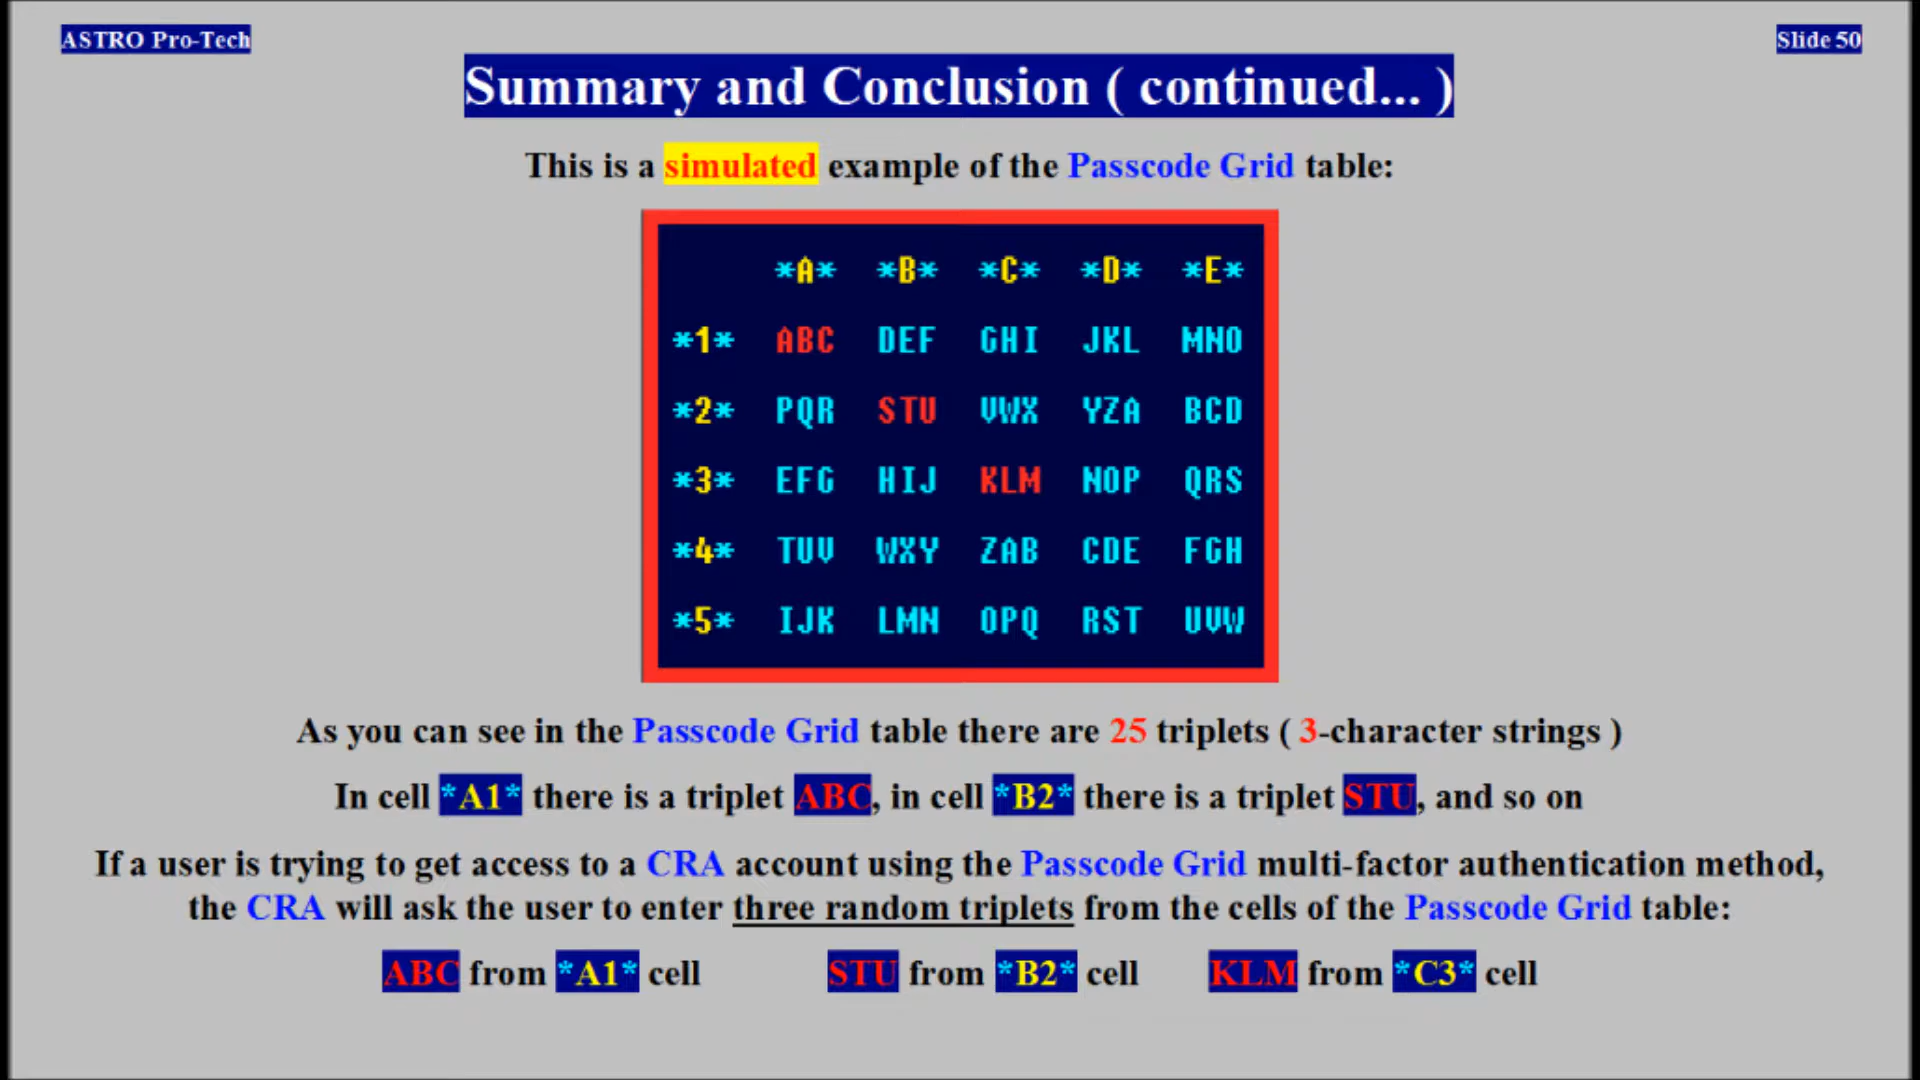 ASTRO Pro-Tech
Slide 50
Summary and Conclusion ( continued... )
This is a simulated example of the Passcode Grid table:
*A* *B* *C* *D* *E*
*1* ABC DEF GHI JKL MNO
*2* PQR STU VWX YZA BCD
*3* EFG HIJ KLM NOP QRS
*4* TUV WXY ZAB CDE FGH
*5* IJK LMN OPQ RST UVW
As you can see in the Passcode Grid table there are 25 triplets ( 3-character strings )
In cell *A1* there is a triplet ABC, in cell *B2* there is a triplet STU, and so on
If a user is trying to get access to a CRA account using the Passcode Grid multi-factor authentication method,
the CRA will ask the user to enter three random triplets from the cells of the Passcode Grid table:
ABC from *A1* cell STU from *B2* cell KLM from *C3* cell